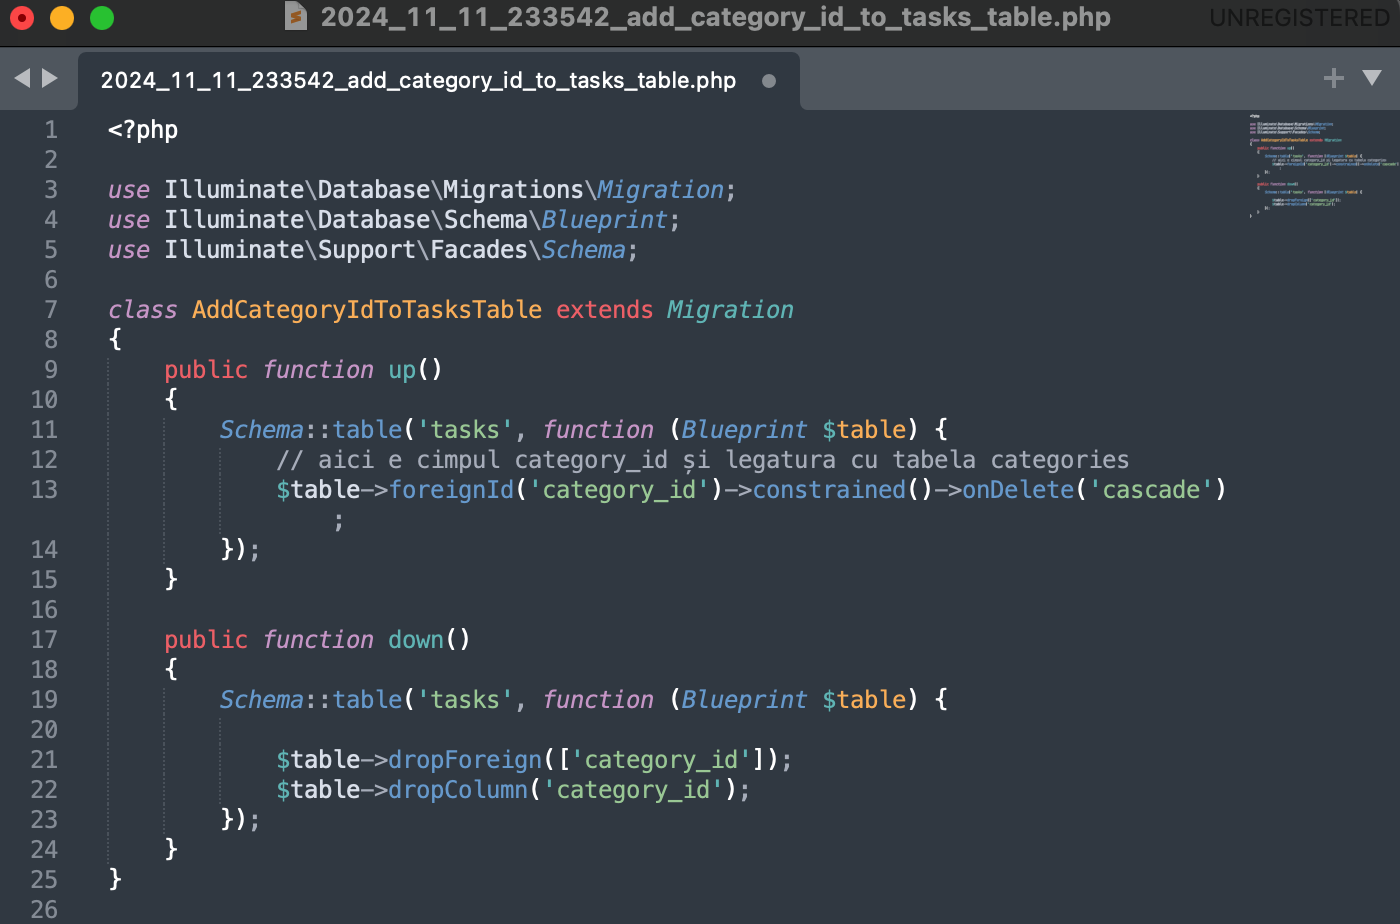 2024_11_11_233542_add_category_id_to_tasks_table.php
UNREGISTERED
2024_11_11_233542_add_category_id_to_tasks_table.php
1 <?php
2
3 use Illuminate\Database\Migrations\Migration;
4 use Illuminate\Database\Schema\Blueprint;
5 use Illuminate\Support\Facades\Schema;
6
7 class AddCategoryIdToTasksTable extends Migration
8 {
9     public function up()
10     {
11         Schema::table('tasks', function (Blueprint $table) {
12             // aici e cimpul category_id și legatura cu tabela categories
13             $table->foreignId('category_id')->constrained()->onDelete('cascade')
;
14         });
15     }
16
17     public function down()
18     {
19         Schema::table('tasks', function (Blueprint $table) {
20
21             $table->dropForeign(['category_id']);
22             $table->dropColumn('category_id');
23         });
24     }
25 }
26